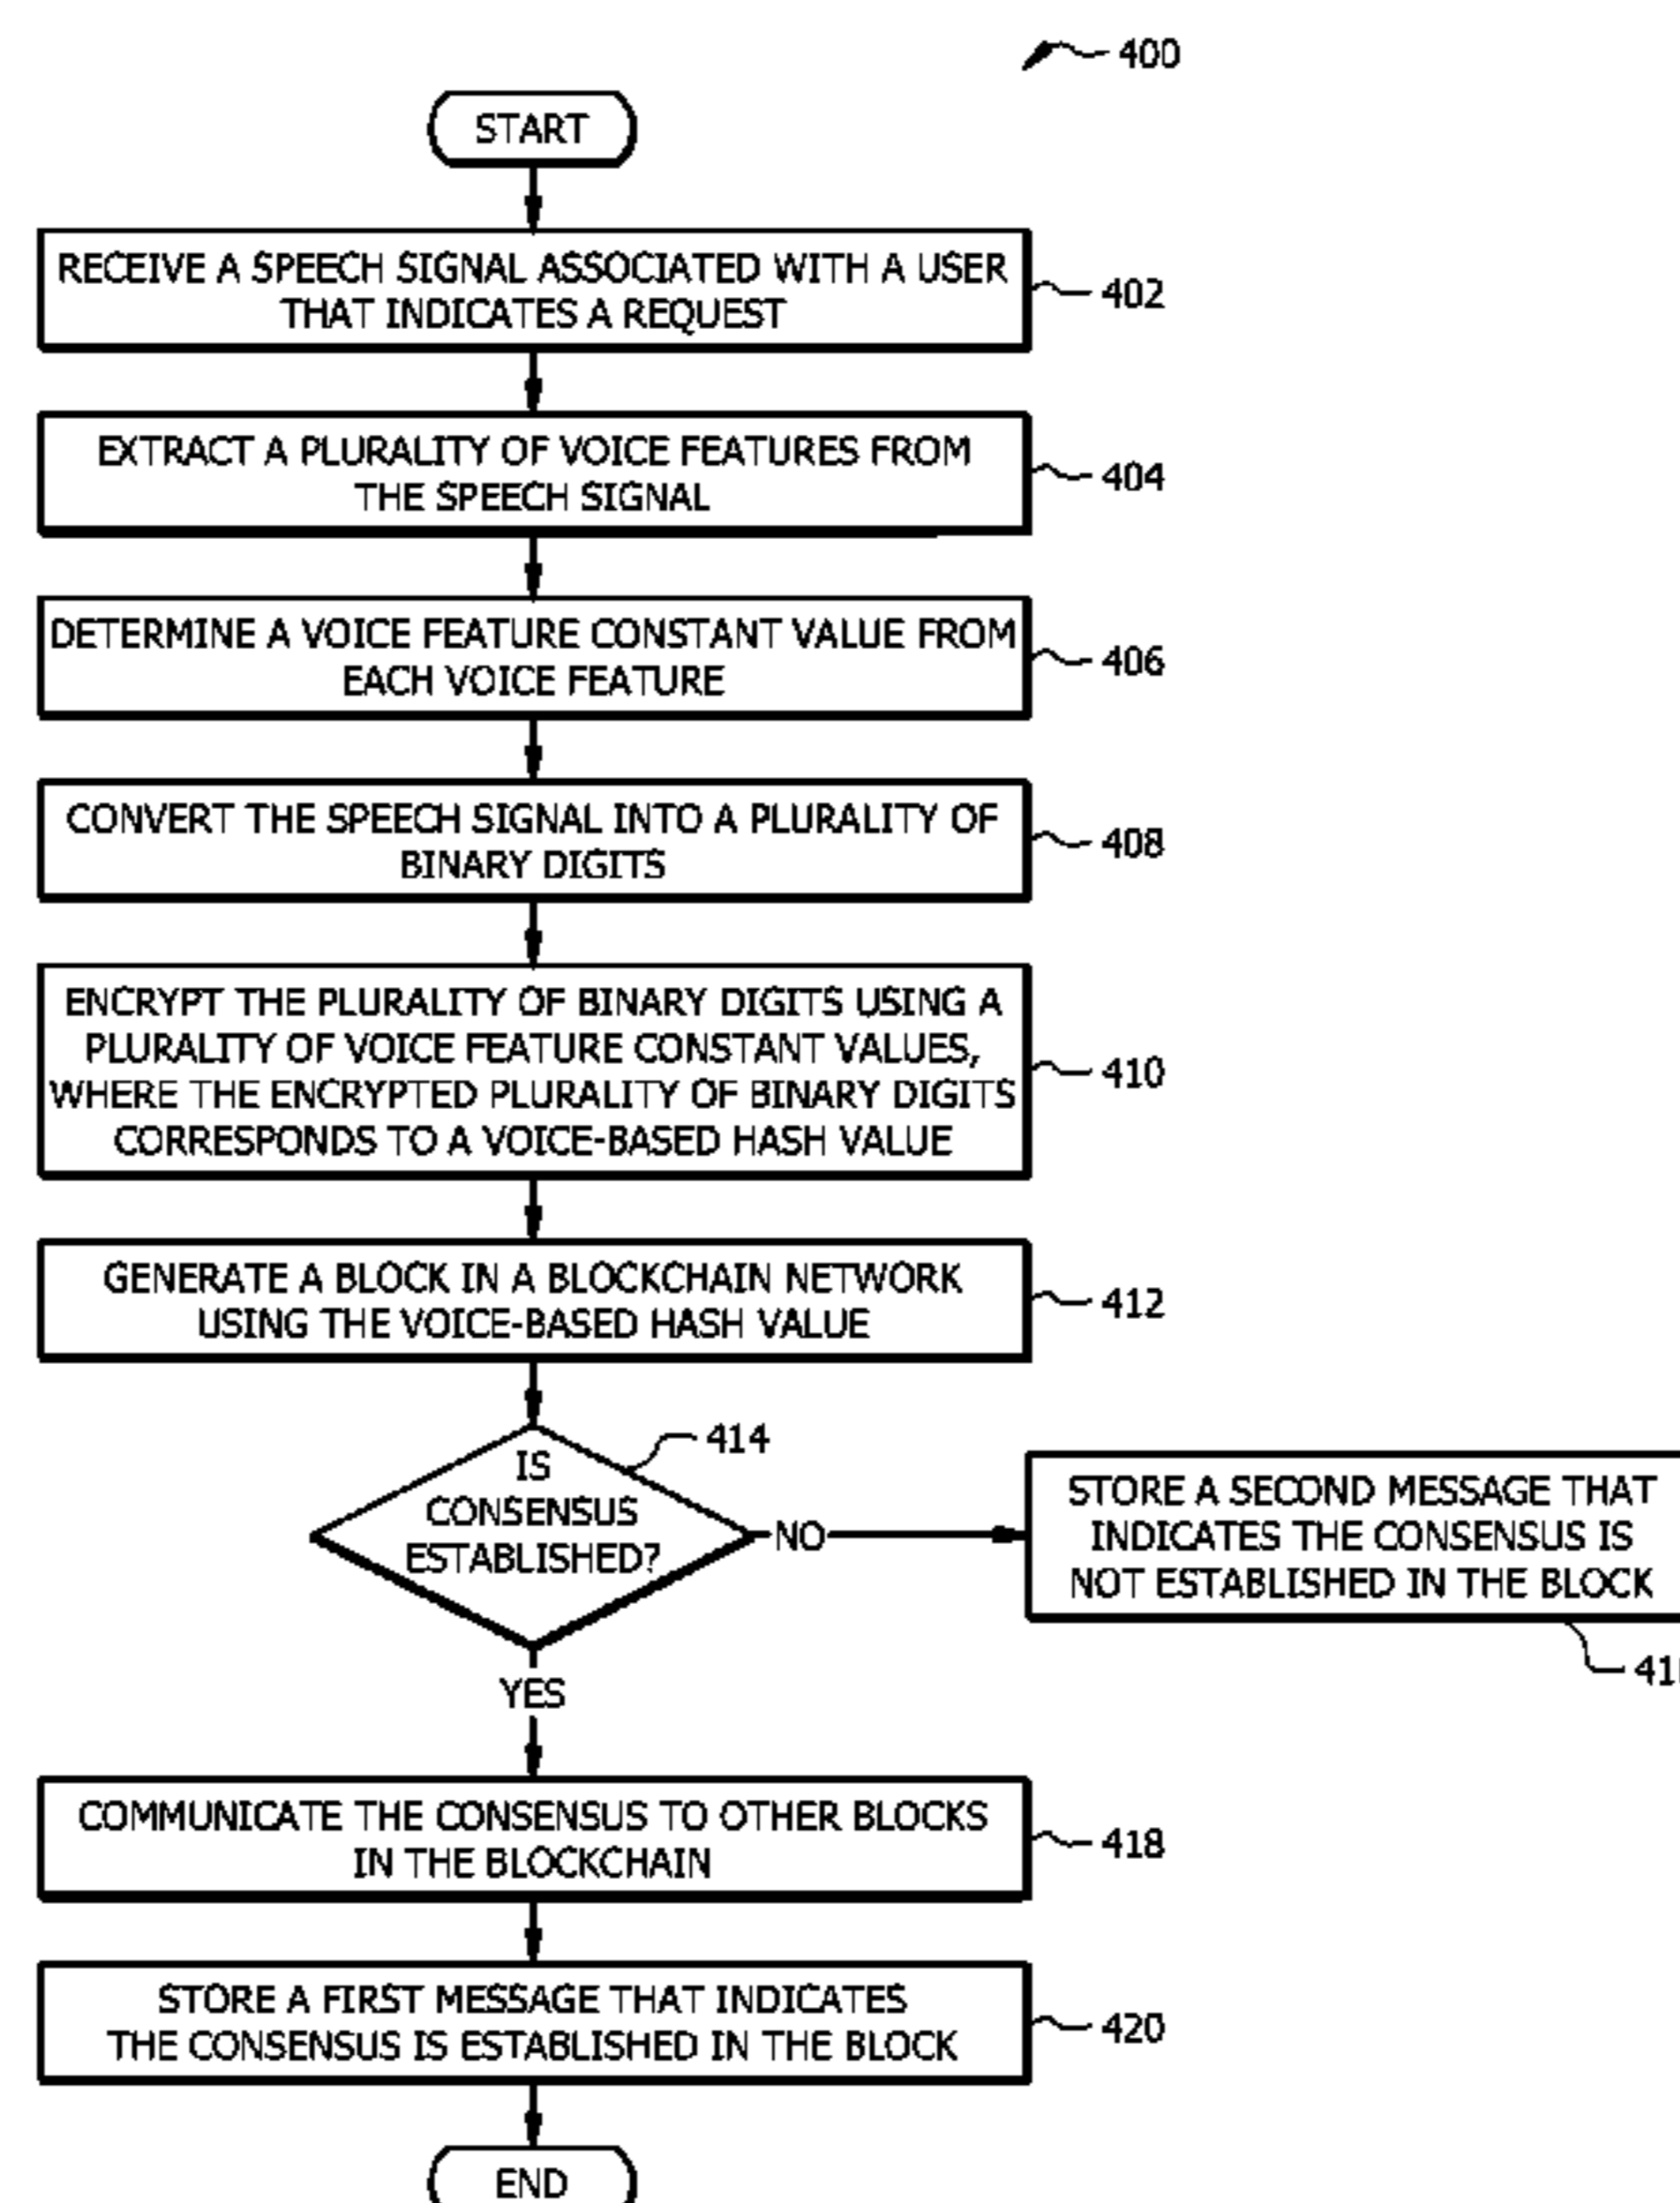 400
START
RECEIVE A SPEECH SIGNAL ASSOCIATED WITH A USER
THAT INDICATES A REQUEST
402
EXTRACT A PLURALITY OF VOICE FEATURES FROM
THE SPEECH SIGNAL
404
DETERMINE A VOICE FEATURE CONSTANT VALUE FROM
EACH VOICE FEATURE
406
CONVERT THE SPEECH SIGNAL INTO A PLURALITY OF
BINARY DIGITS
408
ENCRYPT THE PLURALITY OF BINARY DIGITS USING A
PLURALITY OF VOICE FEATURE CONSTANT VALUES,
WHERE THE ENCRYPTED PLURALITY OF BINARY DIGITS
CORRESPONDS TO A VOICE-BASED HASH VALUE
410
GENERATE A BLOCK IN A BLOCKCHAIN NETWORK
USING THE VOICE-BASED HASH VALUE
412
IS
CONSENSUS
ESTABLISHED?
414
NO
STORE A SECOND MESSAGE THAT
INDICATES THE CONSENSUS IS
NOT ESTABLISHED IN THE BLOCK
YES
COMMUNICATE THE CONSENSUS TO OTHER BLOCKS
IN THE BLOCKCHAIN
418
STORE A FIRST MESSAGE THAT INDICATES
THE CONSENSUS IS ESTABLISHED IN THE BLOCK
420
END